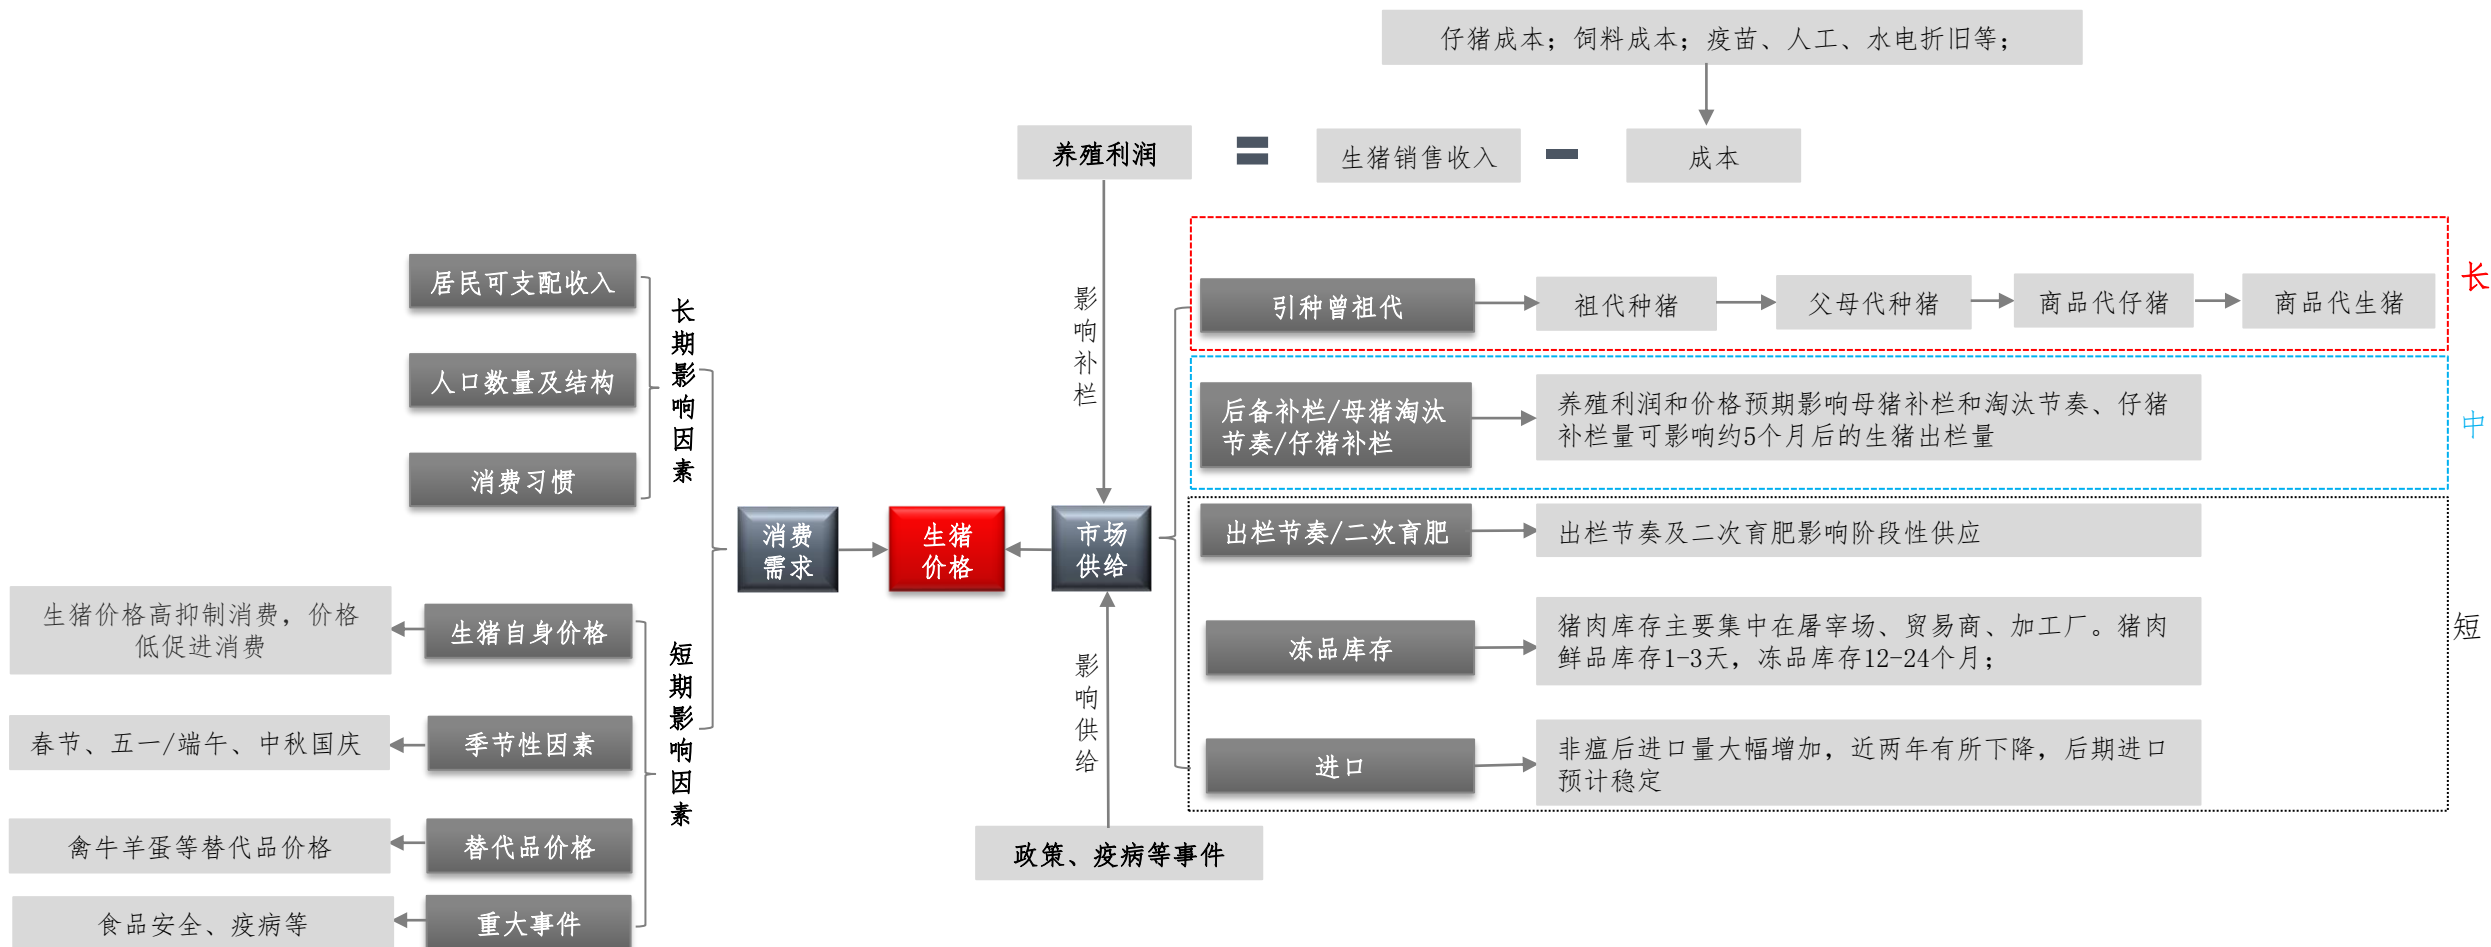 仔猪成本；饲料成本；疫苗、人工、水电折旧等；
养殖利润
=
生猪销售收入
-
成本
影响补栏
长
引种曾祖代
祖代种猪
父母代种猪
商品代仔猪
商品代生猪
中
后备补栏/母猪淘汰
节奏/仔猪补栏
养殖利润和价格预期影响母猪补栏和淘汰节奏、仔猪
补栏量可影响约5个月后的生猪出栏量
短
出栏节奏/二次育肥
出栏节奏及二次育肥影响阶段性供应
冻品库存
猪肉库存主要集中在屠宰场、贸易商、加工厂。猪肉
鲜品库存1-3天，冻品库存12-24个月；
进口
非瘟后进口量大幅增加，近两年有所下降，后期进口
预计稳定
市场
供给
生猪
价格
消费
需求
影响供给
政策、疫病等事件
长期影响因素
居民可支配收入
人口数量及结构
消费习惯
短期影响因素
生猪自身价格
生猪价格高抑制消费，价格
低促进消费
季节性因素
春节、五一/端午、中秋国庆
替代品价格
禽牛羊蛋等替代品价格
重大事件
食品安全、疫病等